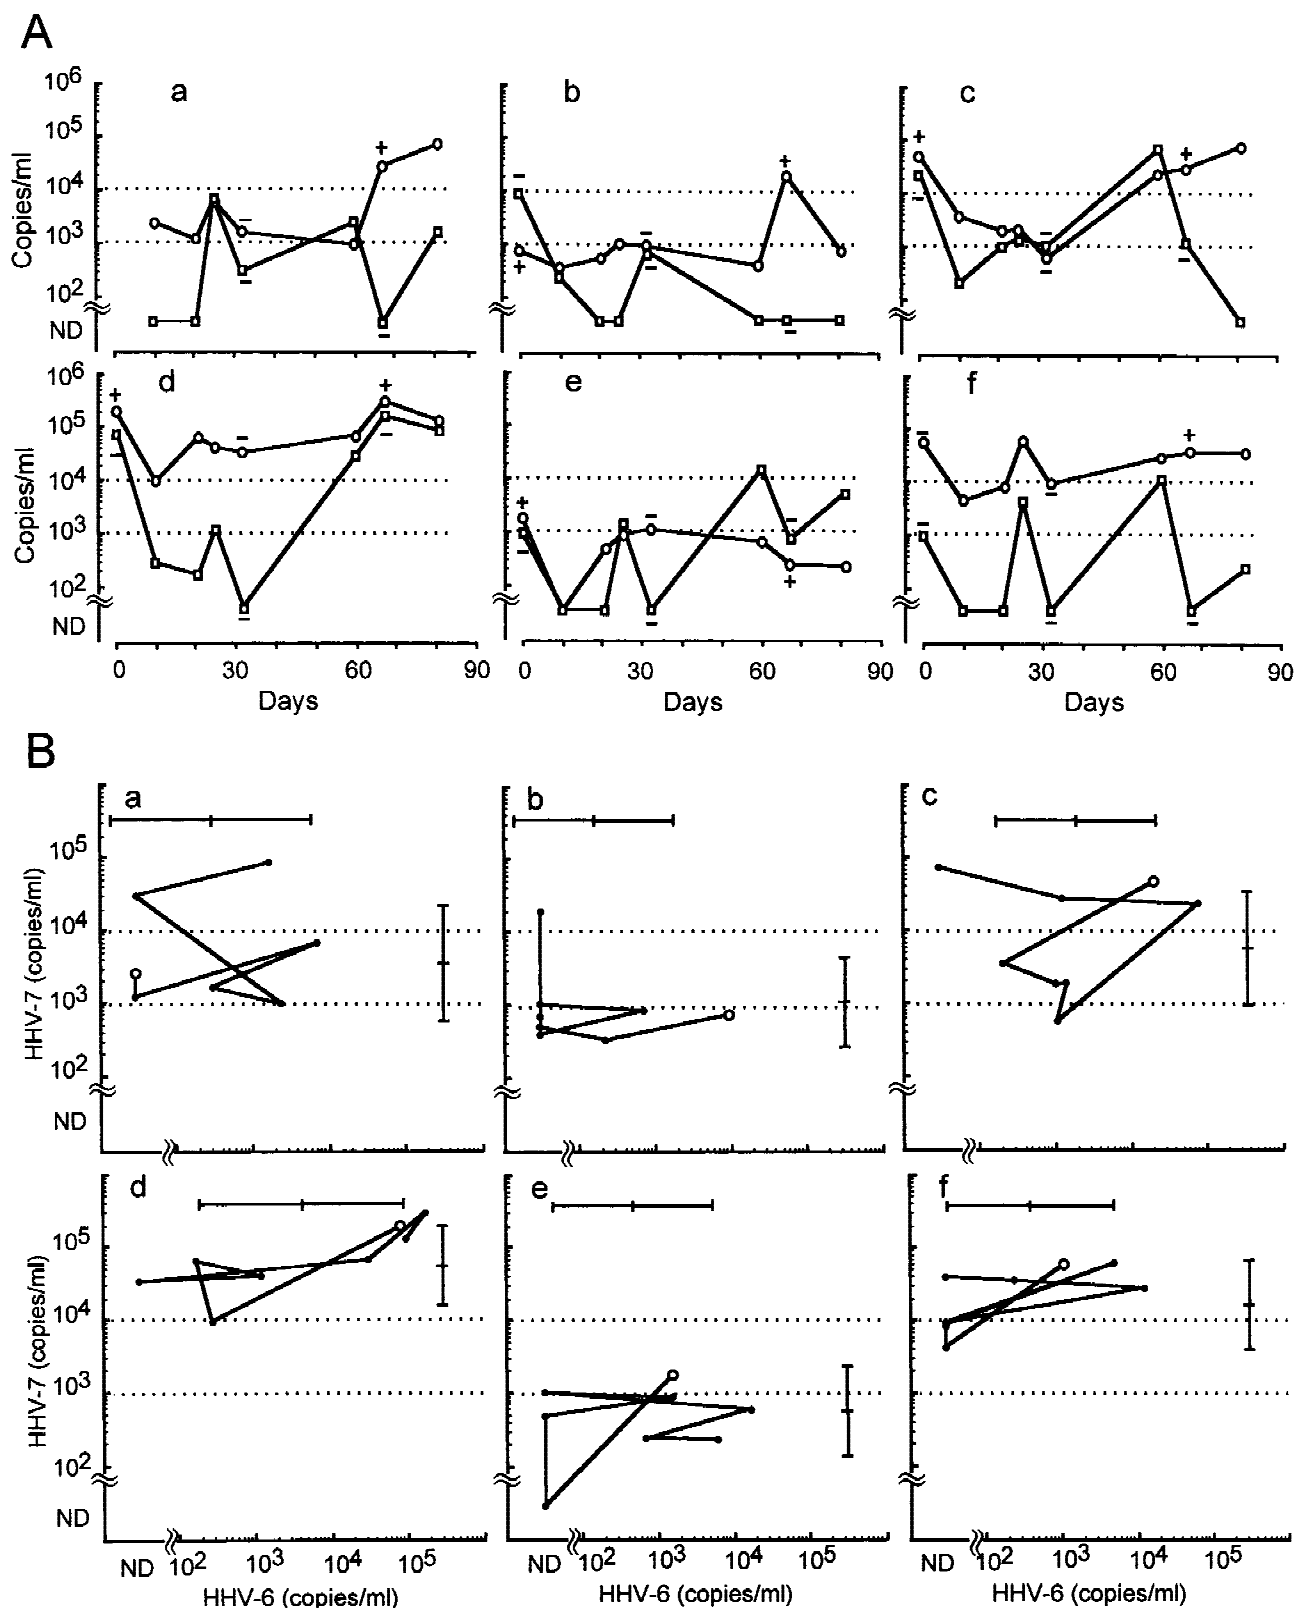 A
a b c
10⁶
10⁵
10⁴
10³
10²
ND
Copies/ml
+ − − + −
− + − − + −
+ − − − + −
d e f
10⁶
10⁵
10⁴
10³
10²
ND
Copies/ml
+ − − − + −
+ − − − − +
− − − − + −
0 30 60 90 0 30 60 90 0 30 60 90
Days Days Days
B
a b c
10⁵
10⁴
10³
10²
ND
HHV-7 (copies/ml)
d e f
10⁵
10⁴
10³
10²
ND
HHV-7 (copies/ml)
ND 10² 10³ 10⁴ 10⁵ ND 10² 10³ 10⁴ 10⁵ ND 10² 10³ 10⁴ 10⁵
HHV-6 (copies/ml) HHV-6 (copies/ml) HHV-6 (copies/ml)